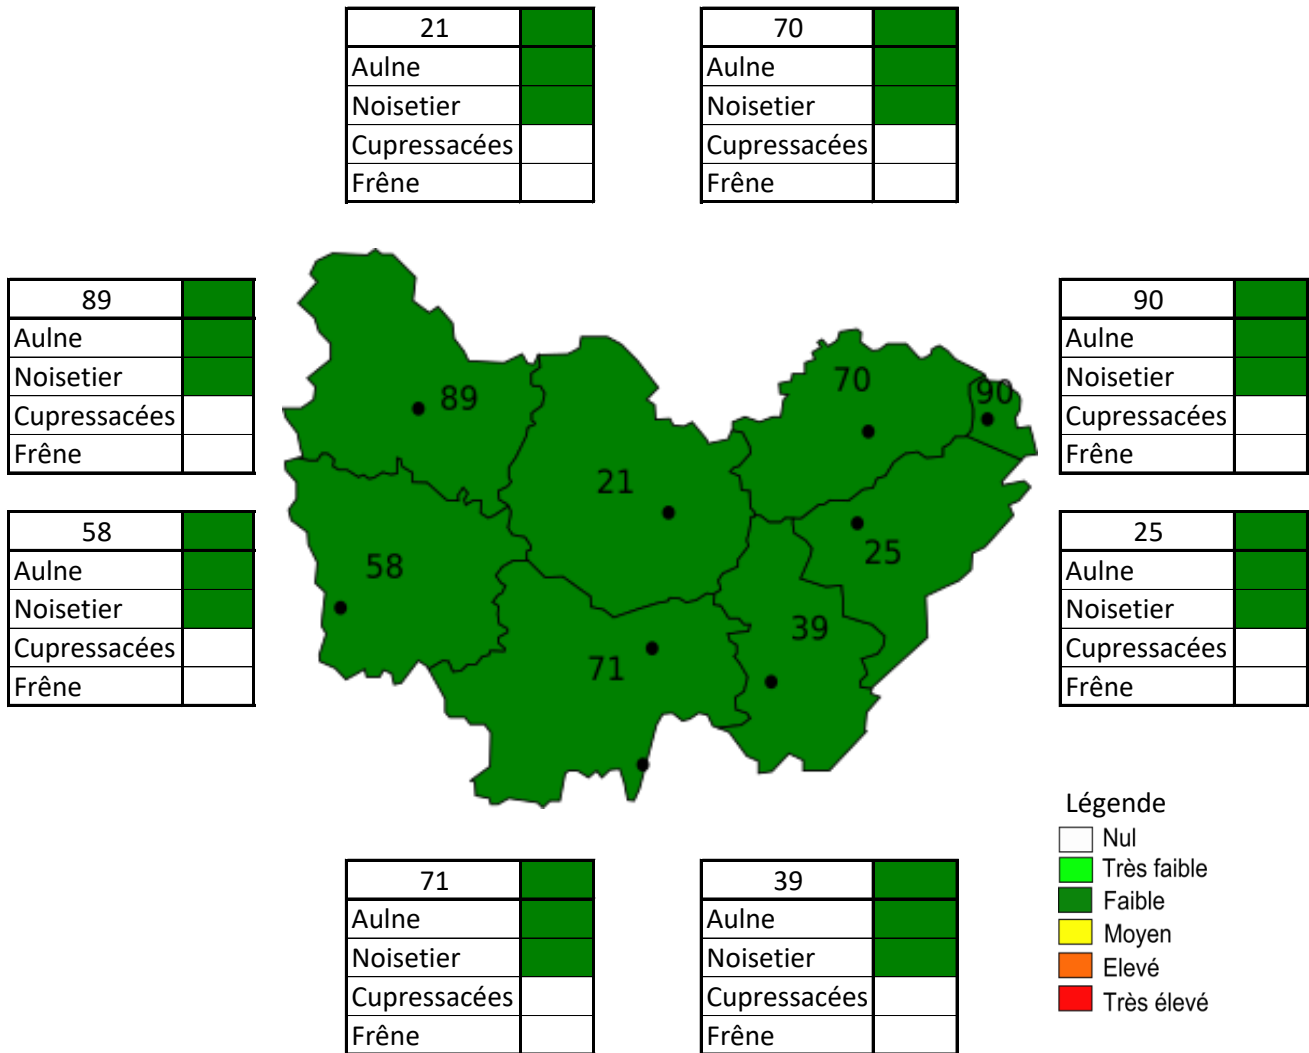 21
Aulne
Noisetier
Cupressacées
Frêne
70
Aulne
Noisetier
Cupressacées
Frêne
89
Aulne
Noisetier
Cupressacées
Frêne
58
Aulne
Noisetier
Cupressacées
Frêne
89
21
70
90
58
25
71
39
90
Aulne
Noisetier
Cupressacées
Frêne
25
Aulne
Noisetier
Cupressacées
Frêne
71
Aulne
Noisetier
Cupressacées
Frêne
39
Aulne
Noisetier
Cupressacées
Frêne
Légende
Nul
Très faible
Faible
Moyen
Elevé
Très élevé